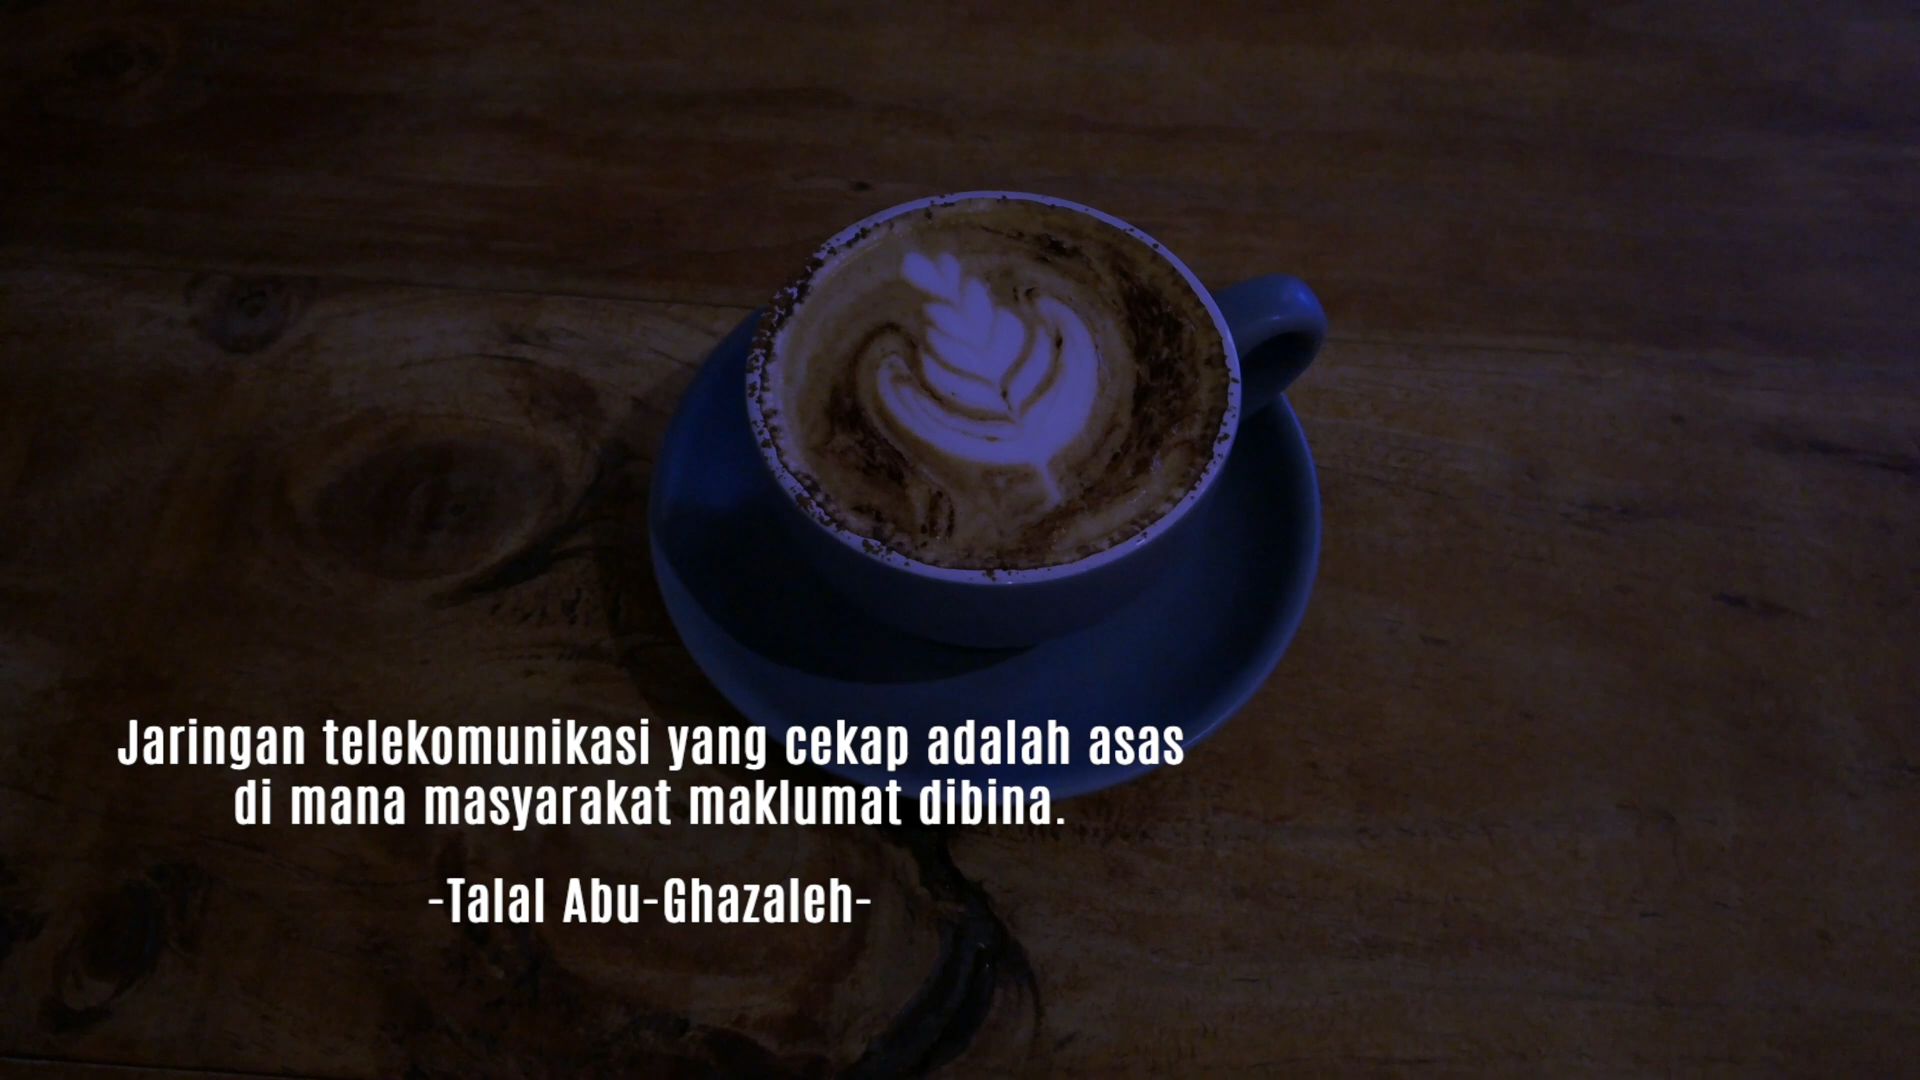 Jaringan telekomunikasi yang cekap adalah asas
di mana masyarakat maklumat dibina.
-Talal Abu-Ghazaleh-